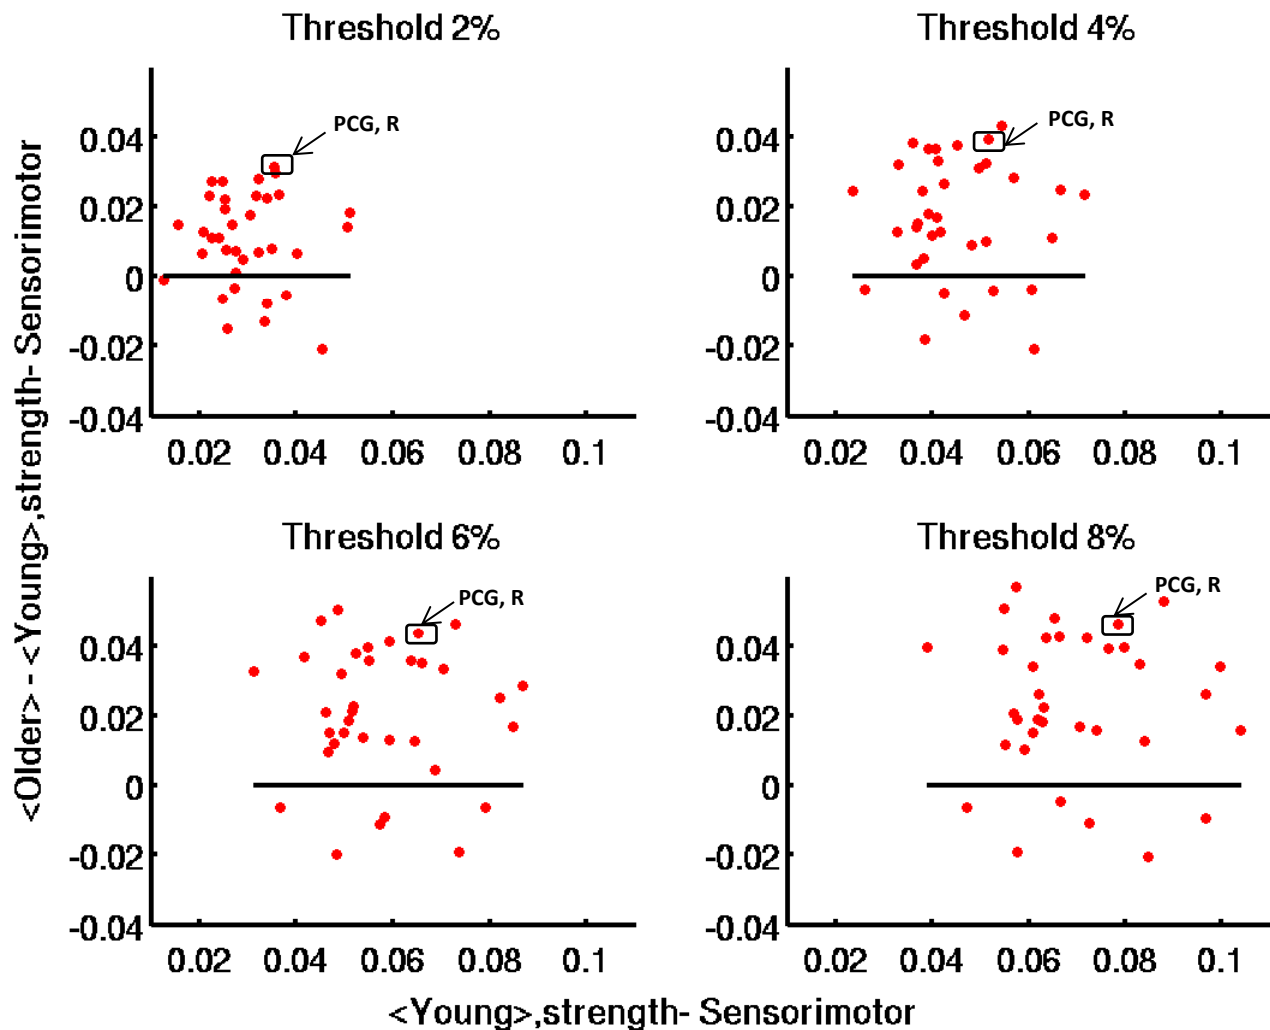 Threshold 2%
Threshold 4%
<Older> - <Young>,strength- Sensorimotor
0.04
0.02
0
-0.02
-0.04
PCG, R
0.02 0.04 0.06 0.08 0.1
0.04
0.02
0
-0.02
-0.04
PCG, R
0.02 0.04 0.06 0.08 0.1
Threshold 6%
Threshold 8%
0.04
0.02
0
-0.02
-0.04
PCG, R
0.02 0.04 0.06 0.08 0.1
0.04
0.02
0
-0.02
-0.04
PCG, R
0.02 0.04 0.06 0.08 0.1
<Young>,strength- Sensorimotor